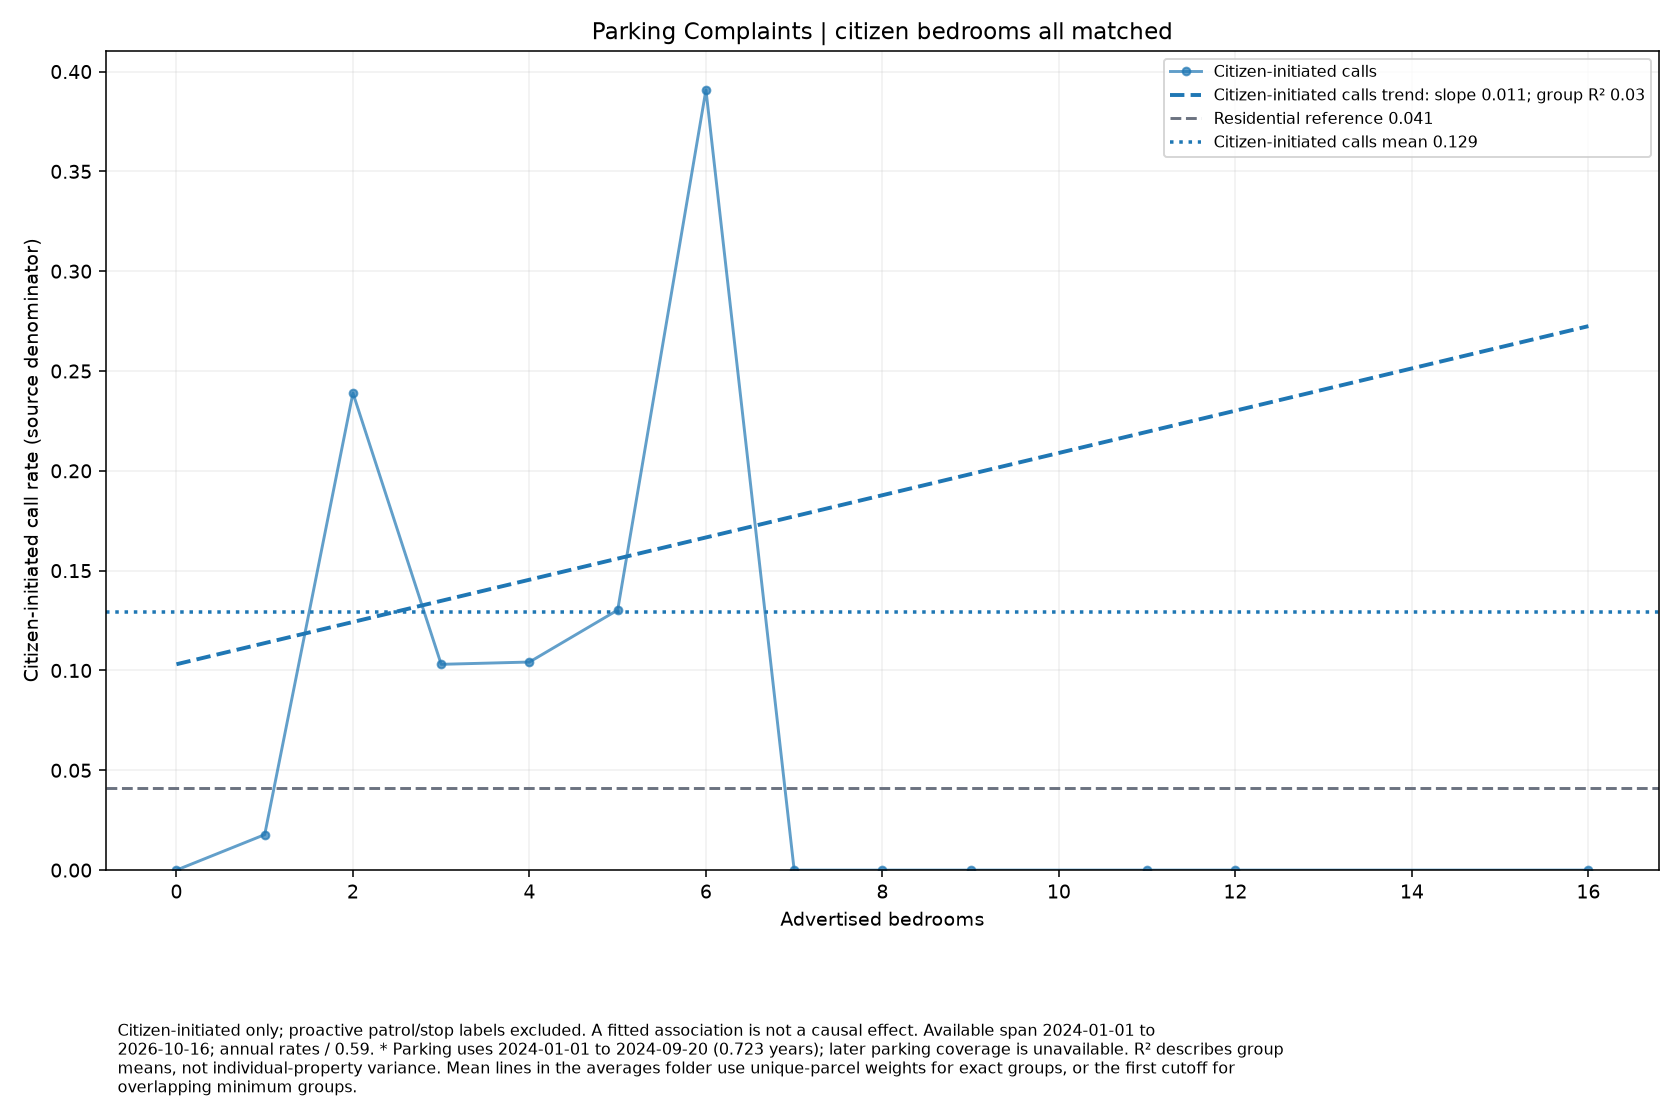 Parking Complaints | citizen bedrooms all matched
Citizen-initiated calls
Citizen-initiated calls trend: slope 0.011; group R² 0.03
Residential reference 0.041
Citizen-initiated calls mean 0.129
Citizen-initiated call rate (source denominator)
0.40
0.35
0.30
0.25
0.20
0.15
0.10
0.05
0.00
0 2 4 6 8 10 12 14 16
Advertised bedrooms
Citizen-initiated only; proactive patrol/stop labels excluded. A fitted association is not a causal effect. Available span 2024-01-01 to
2026-10-16; annual rates / 0.59. * Parking uses 2024-01-01 to 2024-09-20 (0.723 years); later parking coverage is unavailable. R² describes group
means, not individual-property variance. Mean lines in the averages folder use unique-parcel weights for exact groups, or the first cutoff for
overlapping minimum groups.